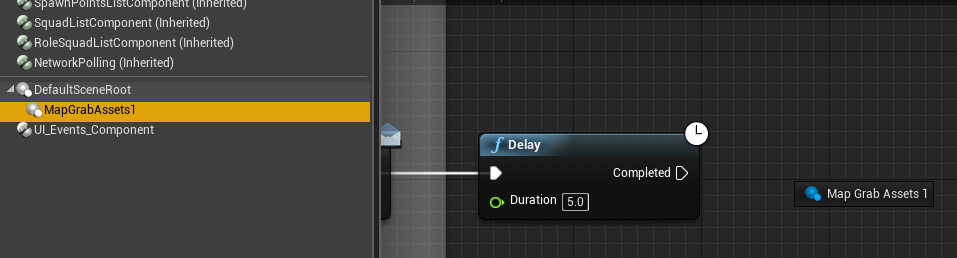 SpawnPointsListComponent (Inherited)
SquadListComponent (Inherited)
RoleSquadListComponent (Inherited)
NetworkPolling (Inherited)
DefaultSceneRoot
MapGrabAssets1
UI_Events_Component
f Delay
Completed
Duration 5.0
Map Grab Assets 1